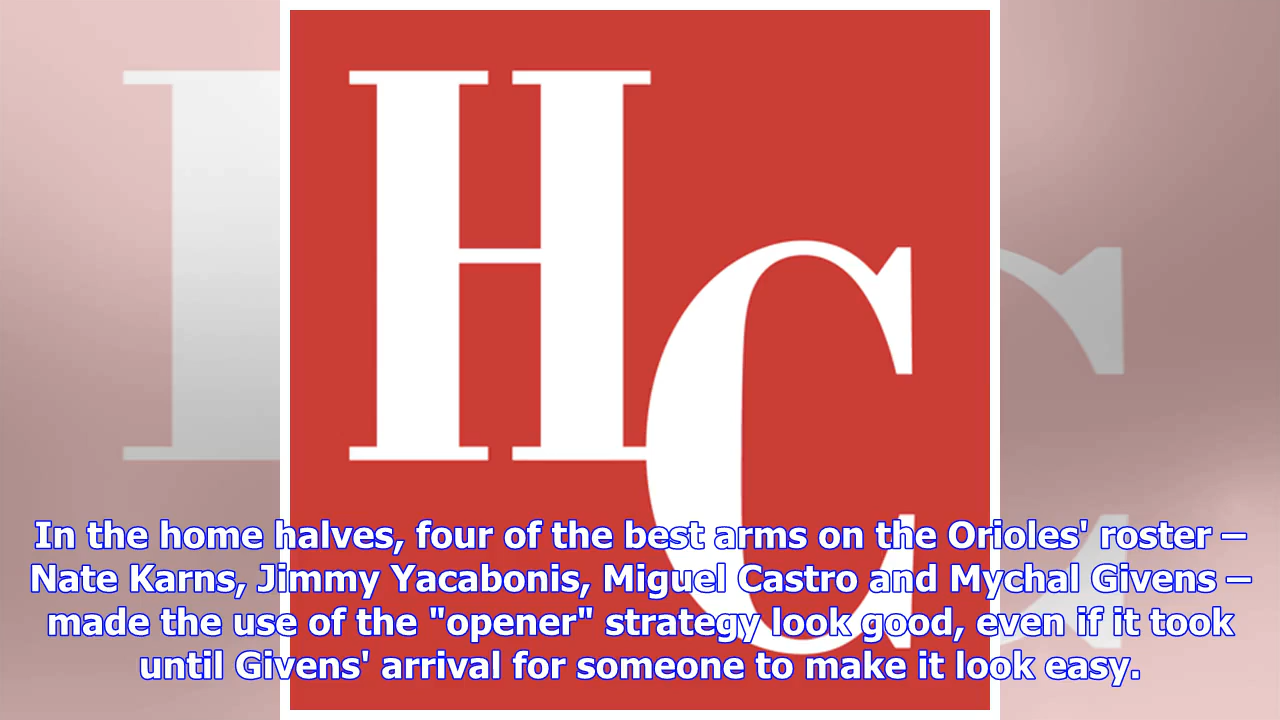 HC
In the home halves, four of the best arms on the Orioles' roster –
Nate Karns, Jimmy Yacabonis, Miguel Castro and Mychal Givens –
made the use of the "opener" strategy look good, even if it took
until Givens' arrival for someone to make it look easy.